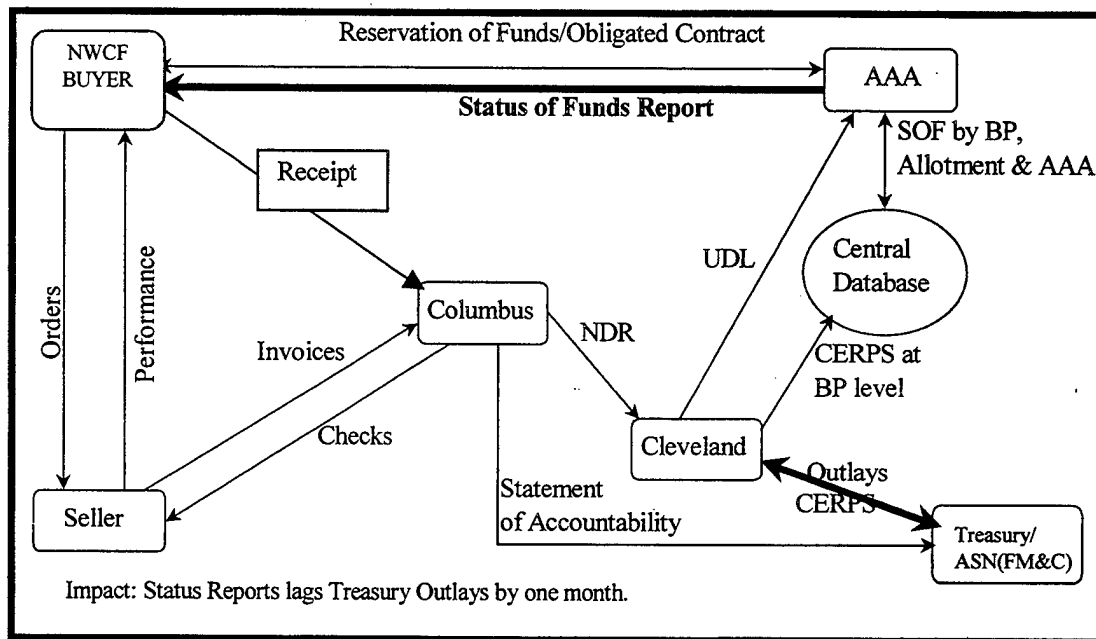 Reservation of Funds/Obligated Contract
NWCF
BUYER
AAA
Status of Funds Report
SOF by BP,
Allotment & AAA
Receipt
Central
Database
UDL
Orders
Performance
Columbus
Invoices
NDR
CERPS at
BP level
Checks
Cleveland
Outlays
CERPS
Statement
of Accountability
Seller
Treasury/
ASN(FM&C)
Impact: Status Reports lags Treasury Outlays by one month.